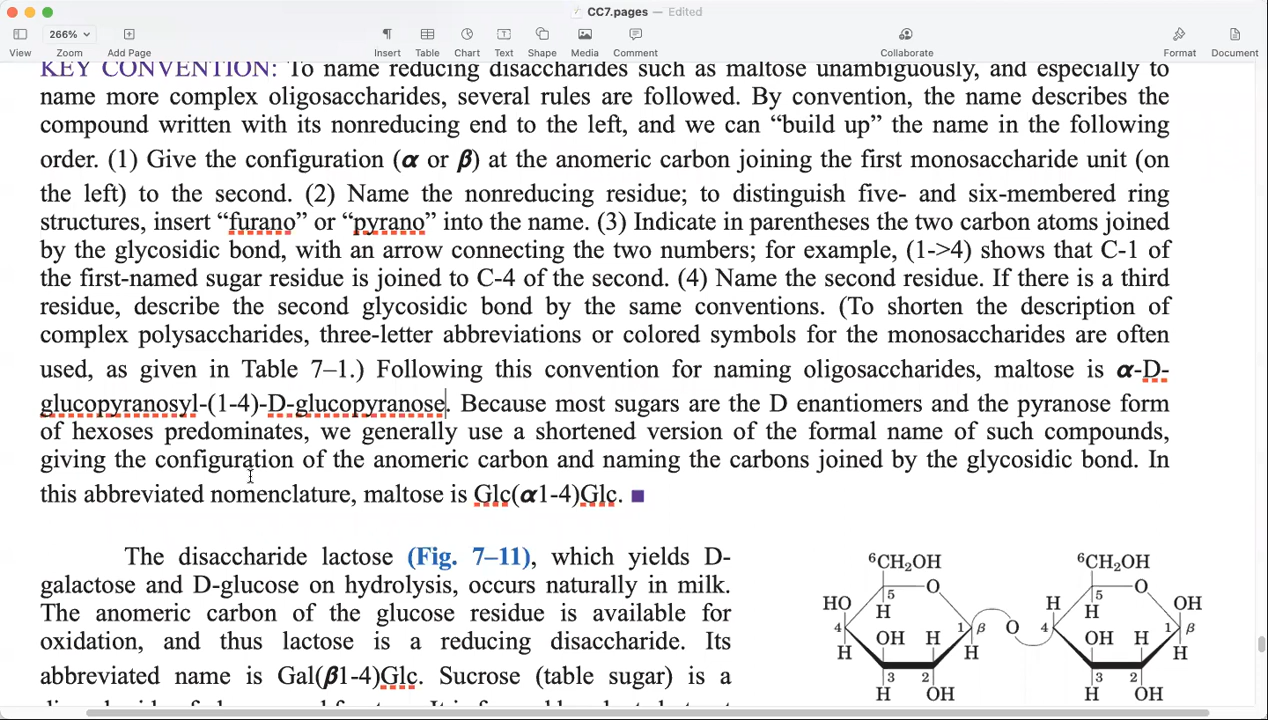 CC7.pages — Edited
266%
View
Zoom
Add Page
Insert
Table
Chart
Text
Shape
Media
Comment
Collaborate
Format
Document
KEY CONVENTION: To name reducing disaccharides such as maltose unambiguously, and especially to
name more complex oligosaccharides, several rules are followed. By convention, the name describes the
compound written with its nonreducing end to the left, and we can “build up” the name in the following
order. (1) Give the configuration (α or β) at the anomeric carbon joining the first monosaccharide unit (on
the left) to the second. (2) Name the nonreducing residue; to distinguish five- and six-membered ring
structures, insert “furano” or “pyrano” into the name. (3) Indicate in parentheses the two carbon atoms joined
by the glycosidic bond, with an arrow connecting the two numbers; for example, (1->4) shows that C-1 of
the first-named sugar residue is joined to C-4 of the second. (4) Name the second residue. If there is a third
residue, describe the second glycosidic bond by the same conventions. (To shorten the description of
complex polysaccharides, three-letter abbreviations or colored symbols for the monosaccharides are often
used, as given in Table 7–1.) Following this convention for naming oligosaccharides, maltose is α-D-
glucopyranosyl-(1-4)-D-glucopyranose. Because most sugars are the D enantiomers and the pyranose form
of hexoses predominates, we generally use a shortened version of the formal name of such compounds,
giving the configuration of the anomeric carbon and naming the carbons joined by the glycosidic bond. In
this abbreviated nomenclature, maltose is Glc(α1-4)Glc. ■
The disaccharide lactose (Fig. 7–11), which yields D-
galactose and D-glucose on hydrolysis, occurs naturally in milk.
The anomeric carbon of the glucose residue is available for
oxidation, and thus lactose is a reducing disaccharide. Its
abbreviated name is Gal(β1-4)Glc. Sucrose (table sugar) is a
⁶CH₂OH ⁶CH₂OH
5 O 5 O
HO H H H OH
4 1 β O 4 1 β
OH H OH H
H H H
3 2 3 2
H OH H OH